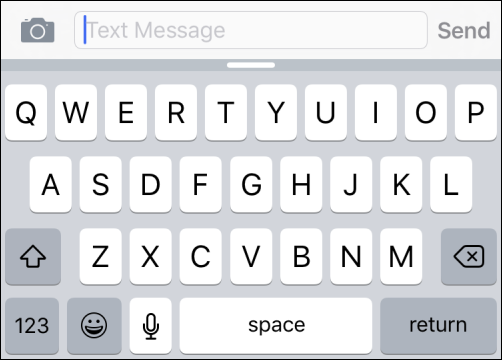 Text Message Send
Q W E R T Y U I O P
A S D F G H J K L
Z X C V B N M
123 space return